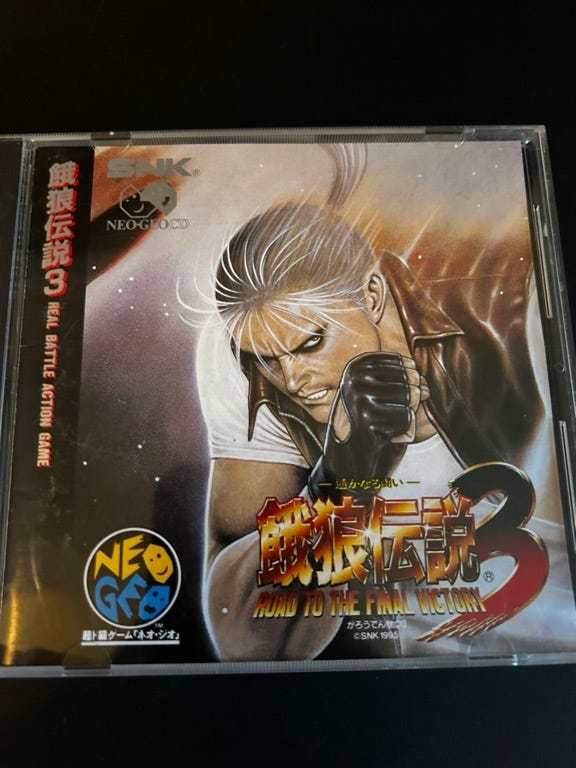 餓狼伝説3 REAL BATTLE ACTION GAME
SNK®
NEO·GEO CD
―遥かなる闘い―
餓狼伝説3®
ROAD TO THE FINAL VICTORY
がろうでんせつ3
©SNK 1995
NEO
GEO
™
超ド級ゲーム『ネオ・ジオ』